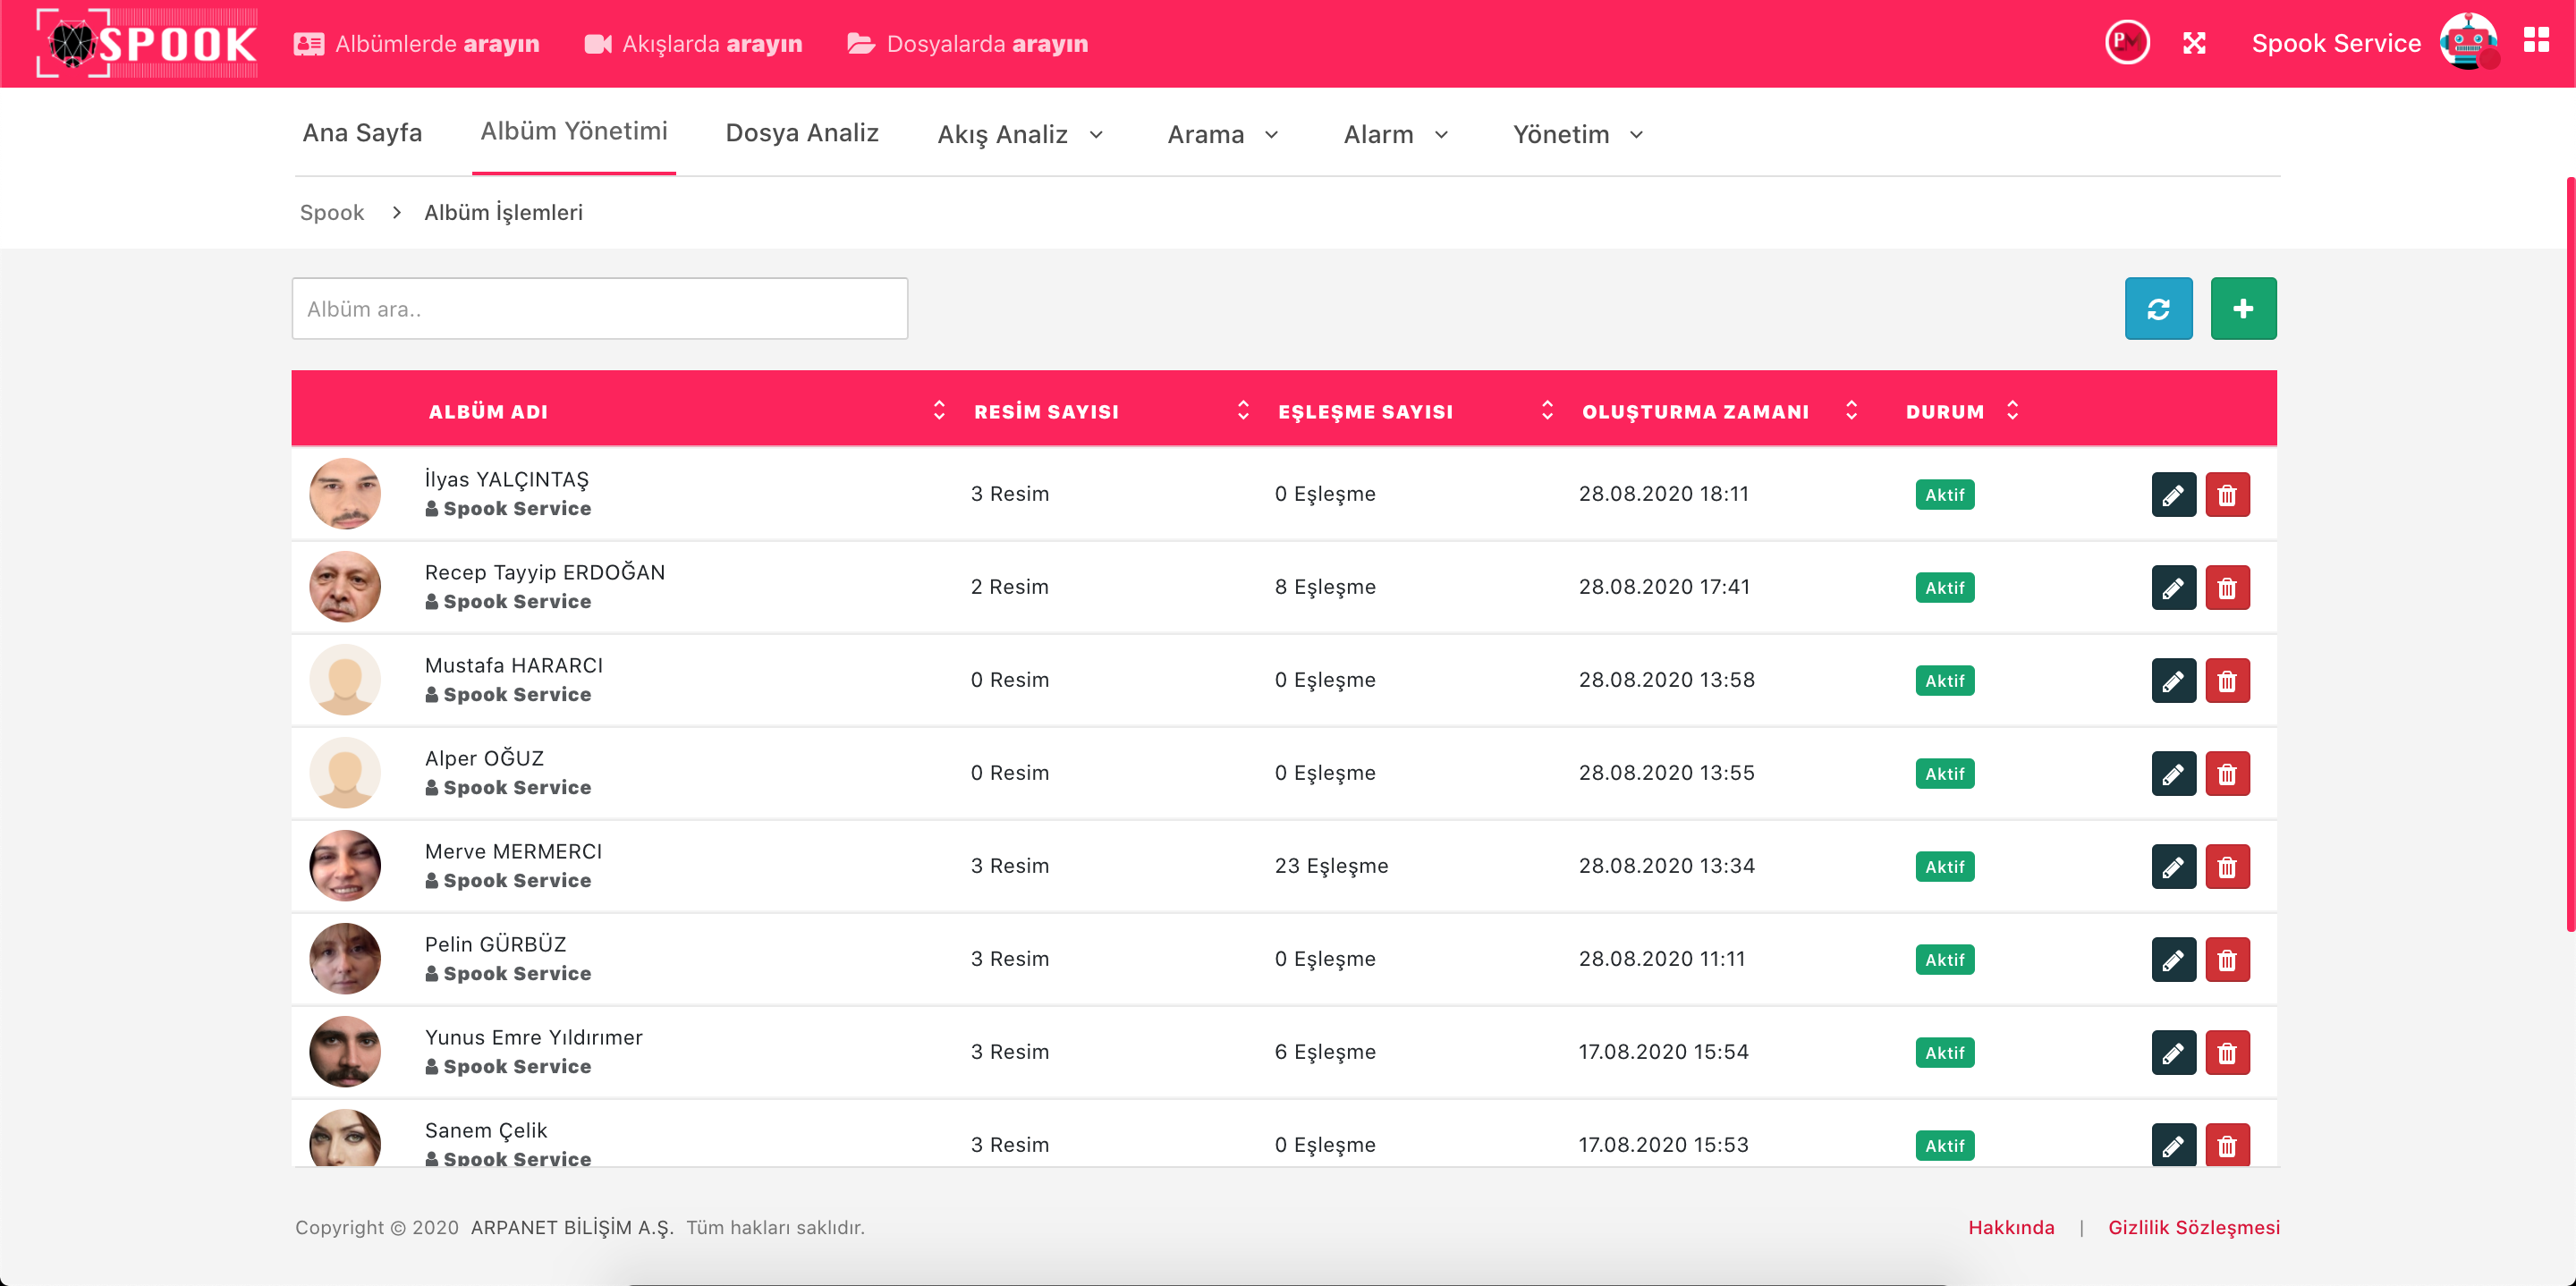 SPOOK
Albümlerde arayın
Akışlarda arayın
Dosyalarda arayın
Spook Service
Ana Sayfa
Albüm Yönetimi
Dosya Analiz
Akış Analiz
Arama
Alarm
Yönetim
Spook > Albüm İşlemleri
Albüm ara..
ALBÜM ADI RESİM SAYISI EŞLEŞME SAYISI OLUŞTURMA ZAMANI DURUM
İlyas YALÇINTAŞ
Spook Service
3 Resim 0 Eşleşme 28.08.2020 18:11 Aktif
Recep Tayyip ERDOĞAN
Spook Service
2 Resim 8 Eşleşme 28.08.2020 17:41 Aktif
Mustafa HARARCI
Spook Service
0 Resim 0 Eşleşme 28.08.2020 13:58 Aktif
Alper OĞUZ
Spook Service
0 Resim 0 Eşleşme 28.08.2020 13:55 Aktif
Merve MERMERCI
Spook Service
3 Resim 23 Eşleşme 28.08.2020 13:34 Aktif
Pelin GÜRBÜZ
Spook Service
3 Resim 0 Eşleşme 28.08.2020 11:11 Aktif
Yunus Emre Yıldırımer
Spook Service
3 Resim 6 Eşleşme 17.08.2020 15:54 Aktif
Sanem Çelik
Spook Service
3 Resim 0 Eşleşme 17.08.2020 15:53 Aktif
Copyright © 2020 ARPANET BİLİŞİM A.Ş. Tüm hakları saklıdır.
Hakkında | Gizlilik Sözleşmesi